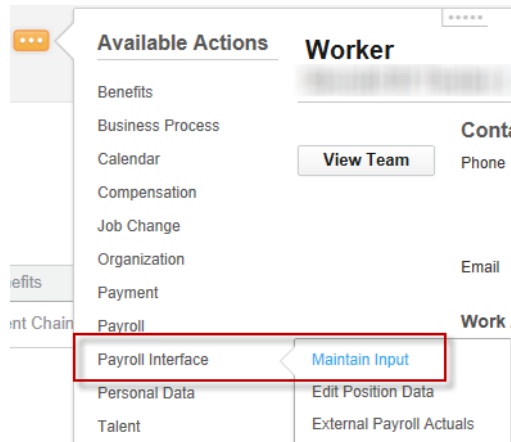 Available Actions
Benefits
Business Process
Calendar
Compensation
Job Change
Organization
Payment
Payroll
Payroll Interface
Personal Data
Talent
Worker
View Team
Conta
Phone
Email
Work
Maintain Input
Edit Position Data
External Payroll Actuals
efits
ent Chain